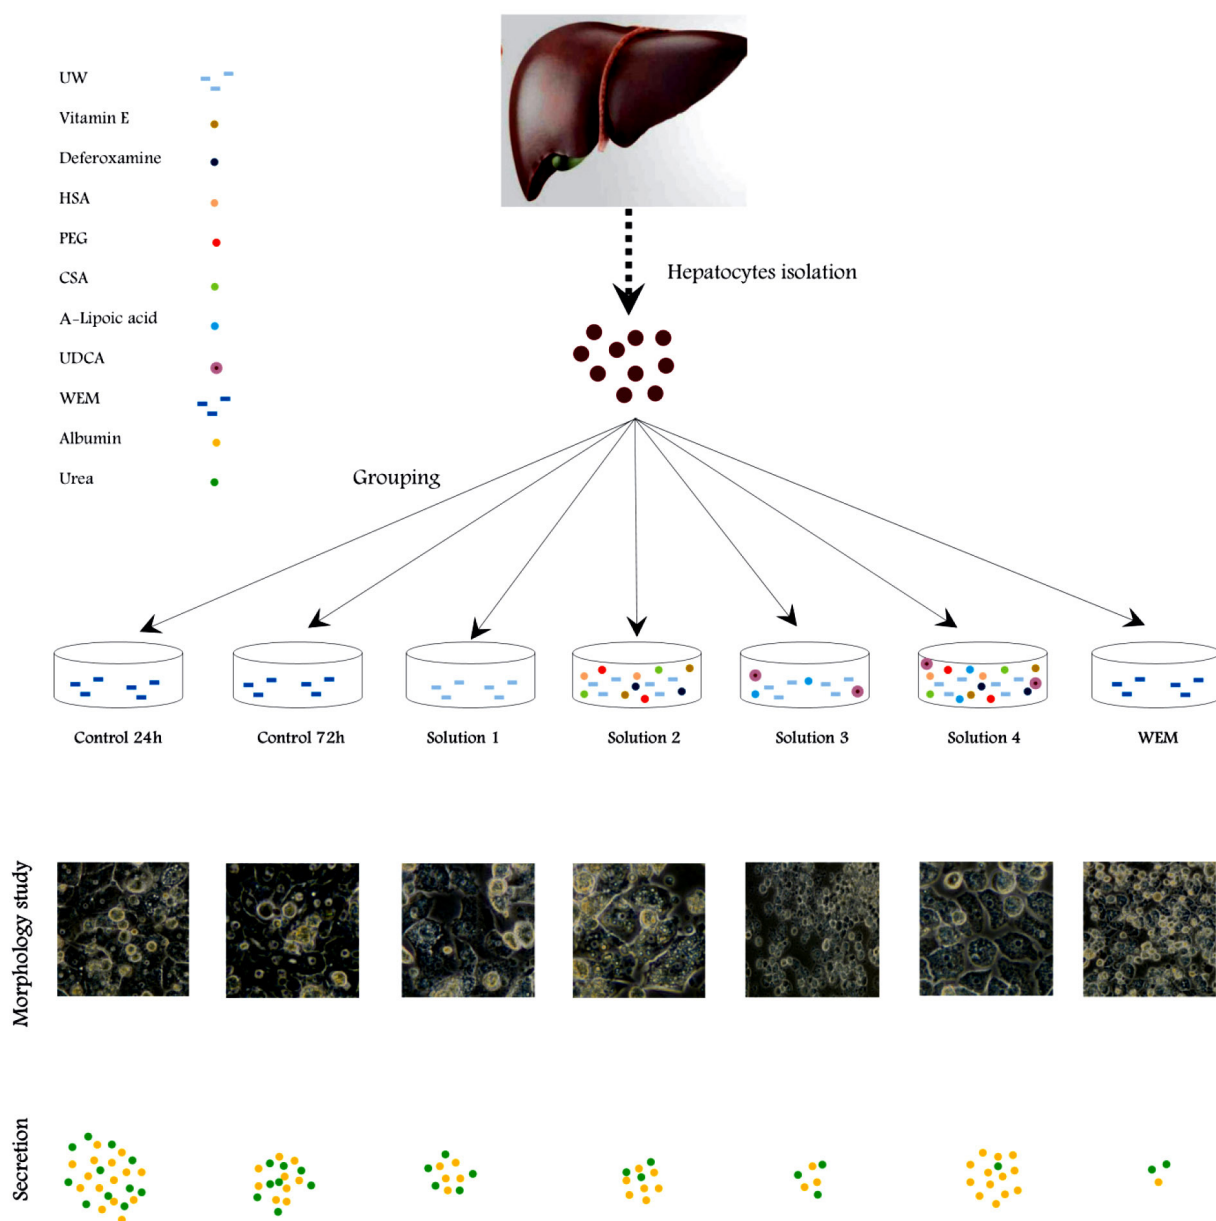 UW
Vitamin E
Deferoxamine
HSA
PEG
CSA
A-Lipoic acid
UDCA
WEM
Albumin
Urea
Hepatocytes isolation
Grouping
Control 24h
Control 72h
Solution 1
Solution 2
Solution 3
Solution 4
WEM
Morphology study
Secretion